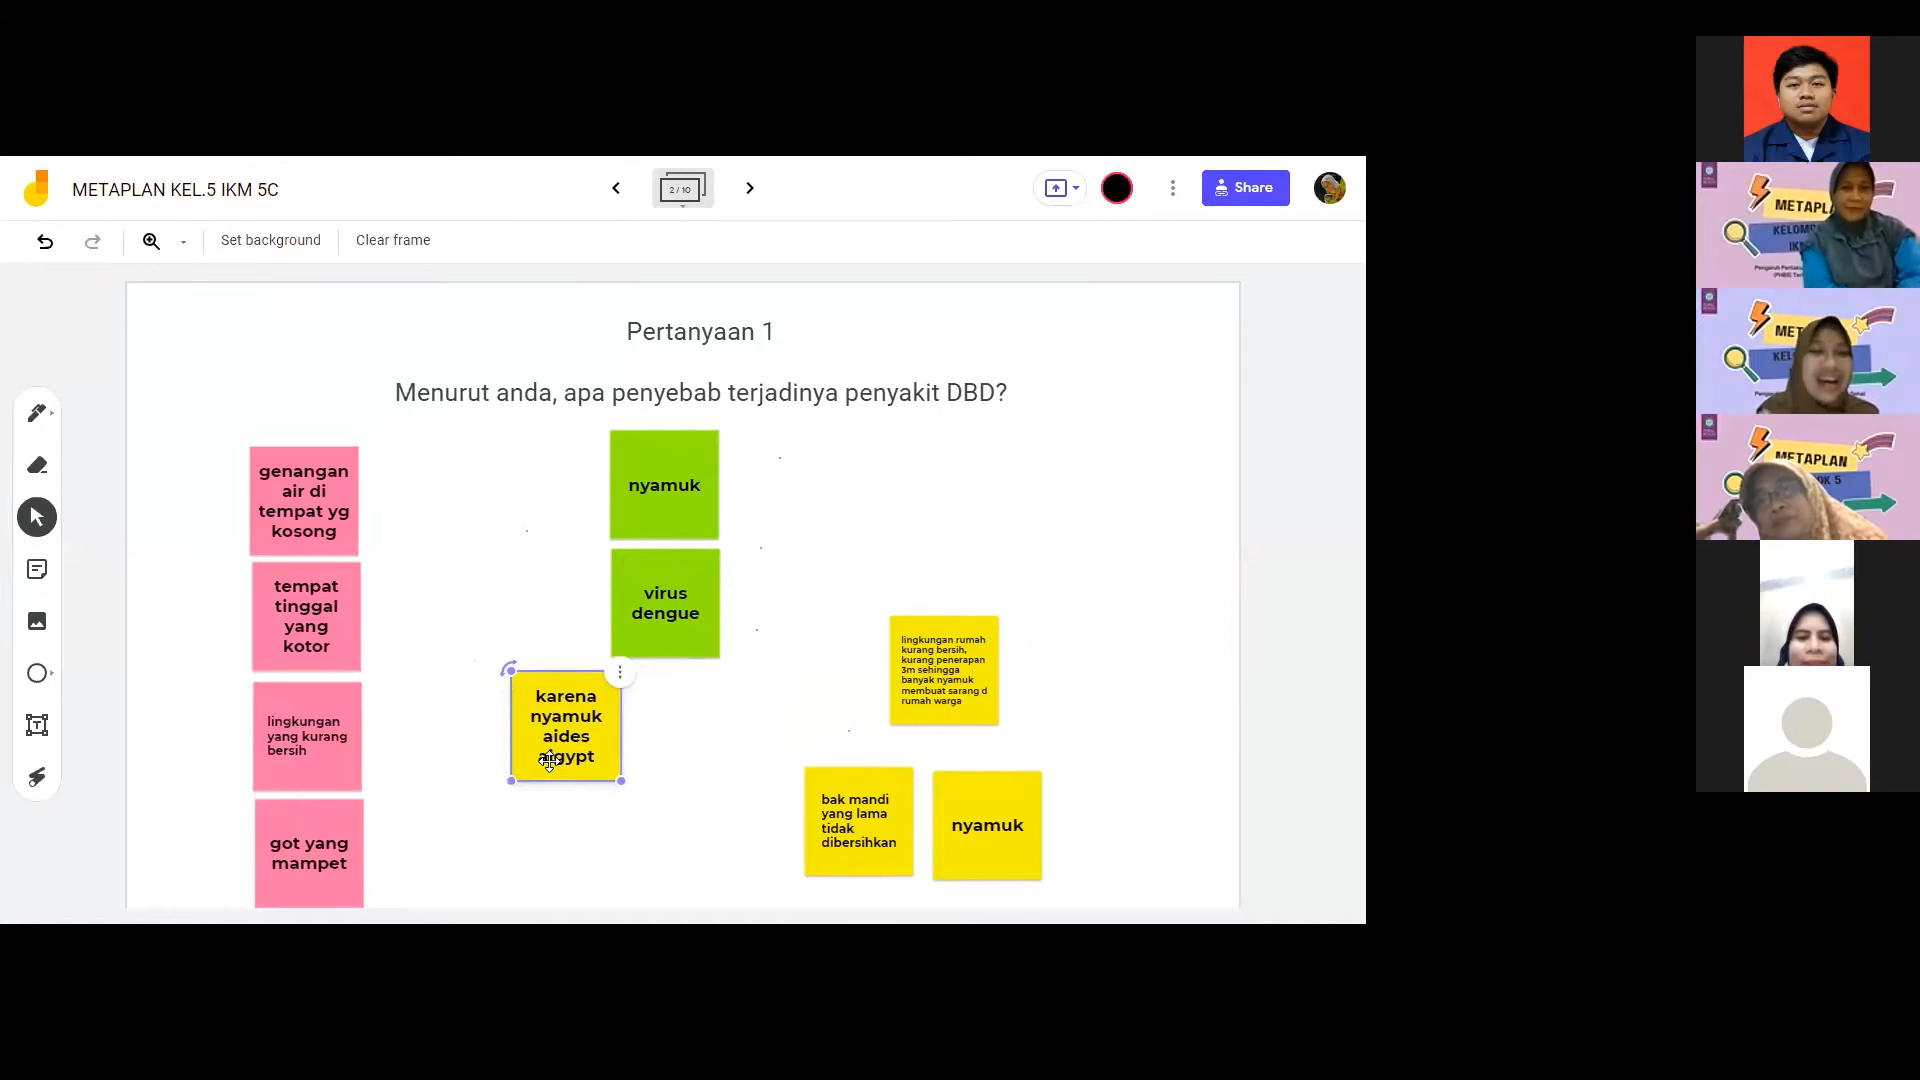 METAPLAN KEL.5 IKM 5C
2 / 10
Share
Set background
Clear frame
Pertanyaan 1
Menurut anda, apa penyebab terjadinya penyakit DBD?
genangan
air di
tempat yg
kosong
tempat
tinggal
yang
kotor
lingkungan
yang kurang
bersih
got yang
mampet
nyamuk
virus
dengue
karena
nyamuk
aides
lingkungan rumah
kurang bersih,
kurang penerapan
3m sehingga
banyak nyamuk
membuat sarang d
rumah warga
bak mandi
yang lama
tidak
dibersihkan
nyamuk
METAPLAN